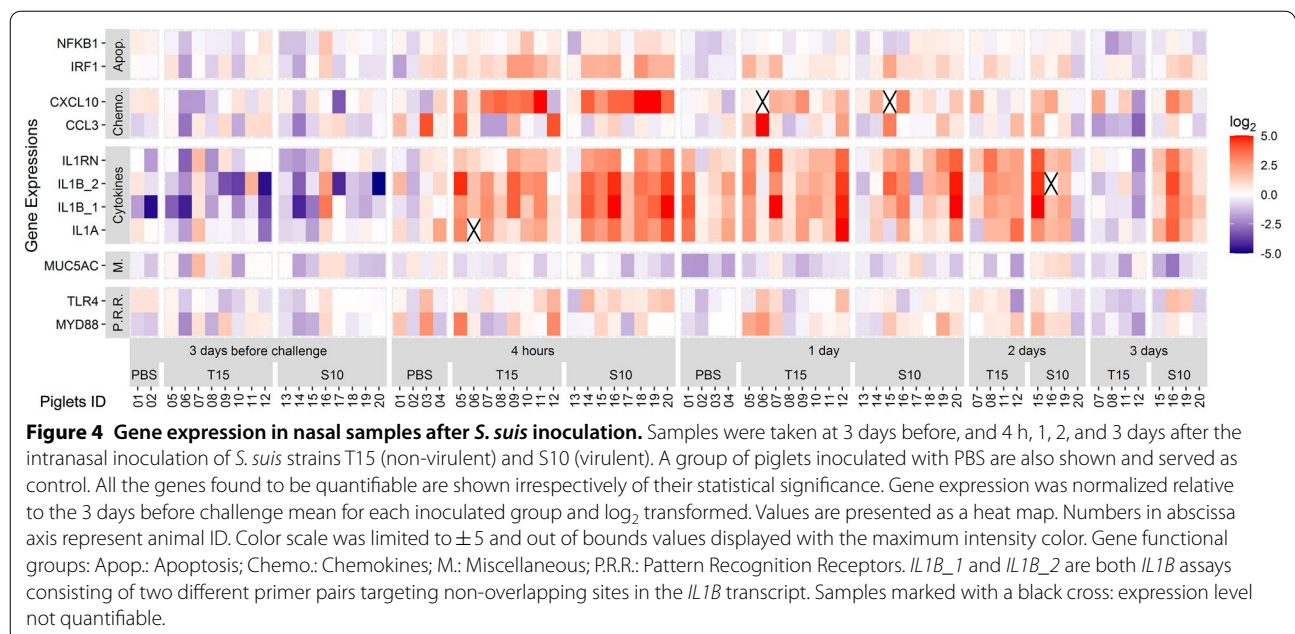 Gene Expressions
NFKB1
IRF1
Apop.
CXCL10
CCL3
Chemo.
IL1RN
IL1B_2
IL1B_1
IL1A
Cytokines
MUC5AC
M.
TLR4
MYD88
P.R.R.
log2
5.0
2.5
0.0
-2.5
-5.0
3 days before challenge 4 hours 1 day 2 days 3 days
PBS T15 S10 PBS T15 S10 PBS T15 S10 T15 S10 T15 S10
Piglets ID 01 02 05 06 07 08 09 10 11 12 13 14 15 16 17 18 19 20 01 02 03 04 05 06 07 08 09 10 11 12 13 14 15 16 17 18 19 20 01 02 03 04 05 06 07 08 09 10 11 12 13 14 15 16 17 18 19 20 07 08 11 12 15 16 19 20 07 08 11 12 15 16 19 20
Figure 4 Gene expression in nasal samples after S. suis inoculation. Samples were taken at 3 days before, and 4 h, 1, 2, and 3 days after the
intranasal inoculation of S. suis strains T15 (non-virulent) and S10 (virulent). A group of piglets inoculated with PBS are also shown and served as
control. All the genes found to be quantifiable are shown irrespectively of their statistical significance. Gene expression was normalized relative
to the 3 days before challenge mean for each inoculated group and log2 transformed. Values are presented as a heat map. Numbers in abscissa
axis represent animal ID. Color scale was limited to ±5 and out of bounds values displayed with the maximum intensity color. Gene functional
groups: Apop.: Apoptosis; Chemo.: Chemokines; M.: Miscellaneous; P.R.R.: Pattern Recognition Receptors. IL1B_1 and IL1B_2 are both IL1B assays
consisting of two different primer pairs targeting non-overlapping sites in the IL1B transcript. Samples marked with a black cross: expression level
not quantifiable.